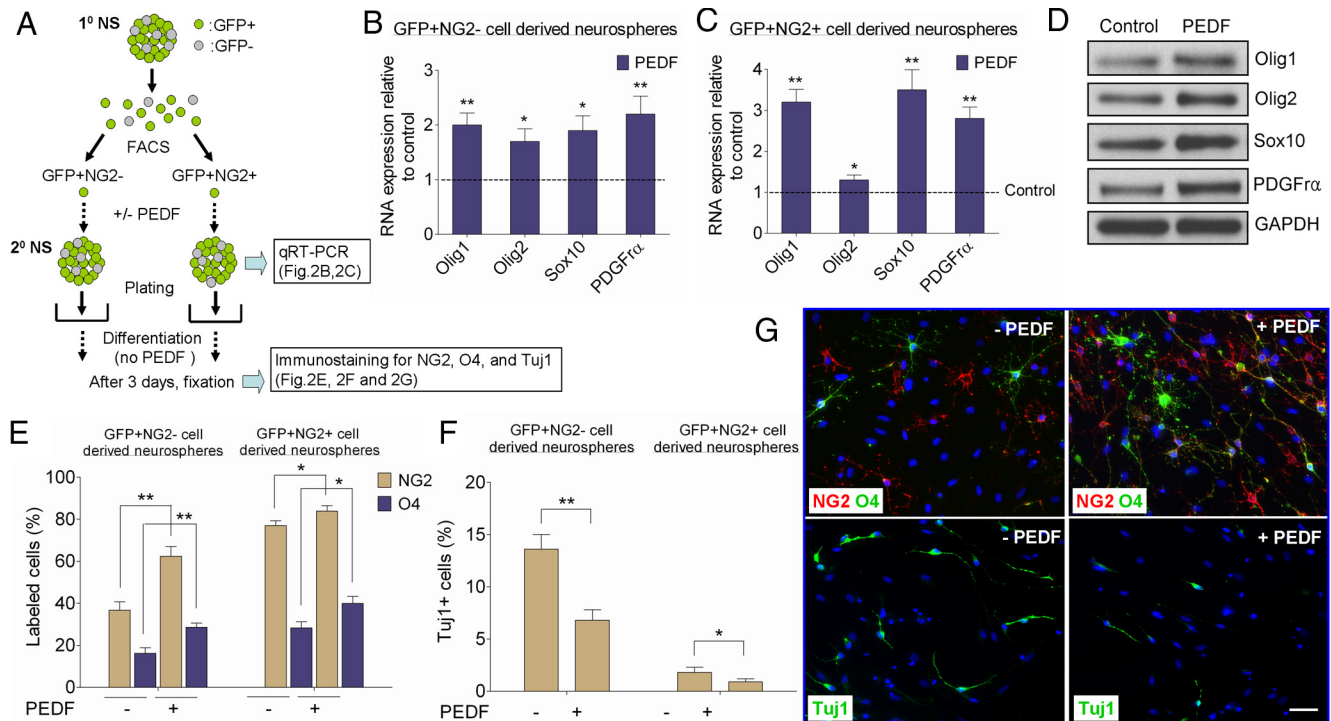 A
1⁰ NS
:GFP+
:GFP-
FACS
GFP+NG2-
GFP+NG2+
+/- PEDF
2⁰ NS
qRT-PCR
(Fig.2B,2C)
Plating
Differentiation
(no PEDF )
After 3 days, fixation
Immunostaining for NG2, O4, and Tuj1
(Fig.2E, 2F and 2G)
B
GFP+NG2- cell derived neurospheres
PEDF
RNA expression relative
to control
3
2
1
0
**
*
*
**
Olig1
Olig2
Sox10
PDGFrα
C
GFP+NG2+ cell derived neurospheres
PEDF
RNA expression relative
to control
4
3
2
1
0
**
*
**
**
Control
Olig1
Olig2
Sox10
PDGFrα
D
Control
PEDF
Olig1
Olig2
Sox10
PDGFrα
GAPDH
E
GFP+NG2- cell
derived neurospheres
GFP+NG2+ cell
derived neurospheres
NG2
O4
Labeled cells (%)
100
80
60
40
20
0
**
**
*
*
PEDF
-
+
-
+
F
GFP+NG2- cell
derived neurospheres
GFP+NG2+ cell
derived neurospheres
Tuj1+ cells (%)
20
15
10
5
0
**
*
PEDF
-
+
-
+
G
- PEDF
NG2 O4
+ PEDF
NG2 O4
- PEDF
Tuj1
+ PEDF
Tuj1